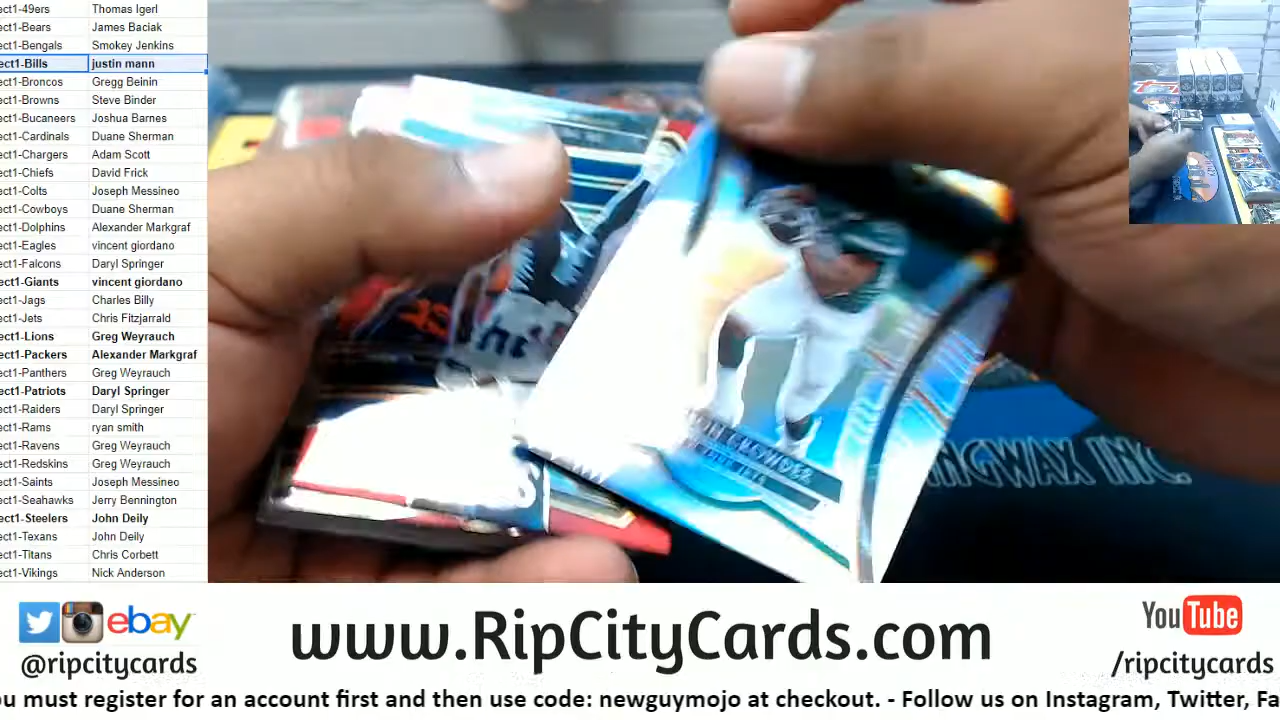 ect1-49ers Thomas Igerl
ect1-Bears James Baciak
ect1-Bengals Smokey Jenkins
ect1-Bills justin mann
ect1-Broncos Gregg Beinin
ect1-Browns Steve Binder
ect1-Bucaneers Joshua Barnes
ect1-Cardinals Duane Sherman
ect1-Chargers Adam Scott
ect1-Chiefs David Frick
ect1-Colts Joseph Messineo
ect1-Cowboys Duane Sherman
ect1-Dolphins Alexander Markgraf
ect1-Eagles vincent giordano
ect1-Falcons Daryl Springer
ect1-Giants vincent giordano
ect1-Jags Charles Billy
ect1-Jets Chris Fitzjarrald
ect1-Lions Greg Weyrauch
ect1-Packers Alexander Markgraf
ect1-Panthers Greg Weyrauch
ect1-Patriots Daryl Springer
ect1-Raiders Daryl Springer
ect1-Rams ryan smith
ect1-Ravens Greg Weyrauch
ect1-Redskins Greg Weyrauch
ect1-Saints Joseph Messineo
ect1-Seahawks Jerry Bennington
ect1-Steelers John Deily
ect1-Texans John Deily
ect1-Titans Chris Corbett
ect1-Vikings Nick Anderson
CROWDER
NGWAX INC.
ebay
@ripcitycards
www.RipCityCards.com
YouTube
/ripcitycards
ou must register for an account first and then use code: newguymojo at checkout. - Follow us on Instagram, Twitter, Fa